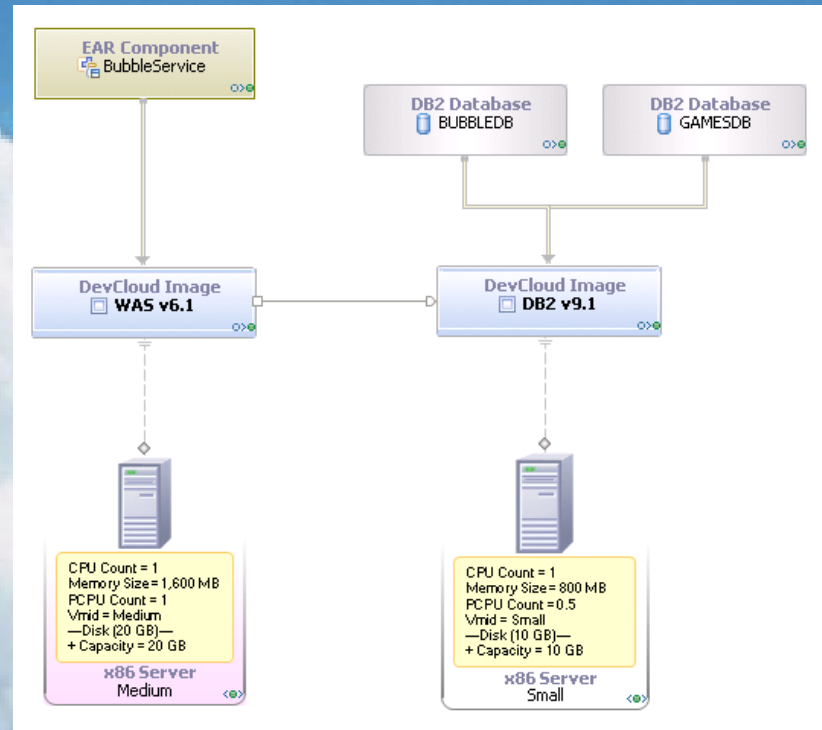 EAR Component
BubbleService
DB2 Database
BUBBLEDB
DB2 Database
GAMESDB
DevCloud Image
WAS v6.1
DevCloud Image
DB2 v9.1
CPU Count = 1
Memory Size = 1,600 MB
PCPU Count = 1
Vmid = Medium
—Disk (20 GB)—
+ Capacity = 20 GB
x86 Server
Medium
CPU Count = 1
Memory Size = 800 MB
PCPU Count = 0.5
Vmid = Small
—Disk (10 GB)—
+ Capacity = 10 GB
x86 Server
Small